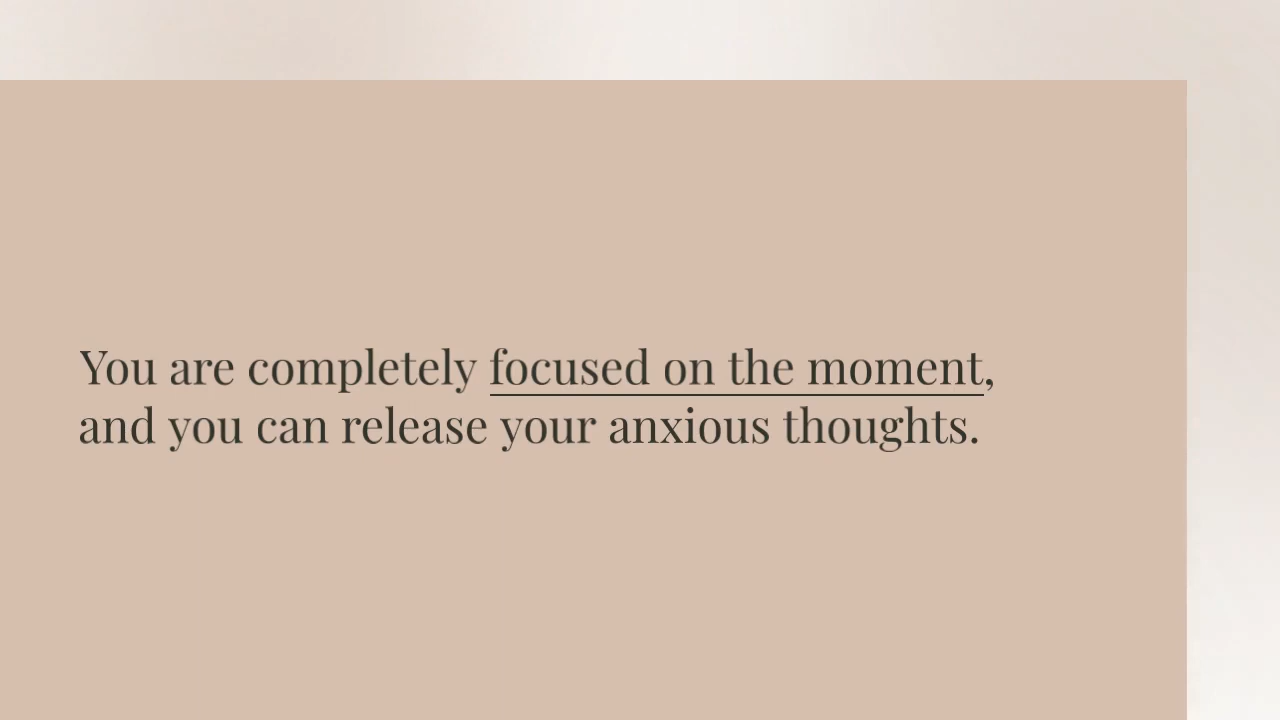 You are completely focused on the moment,
and you can release your anxious thoughts.